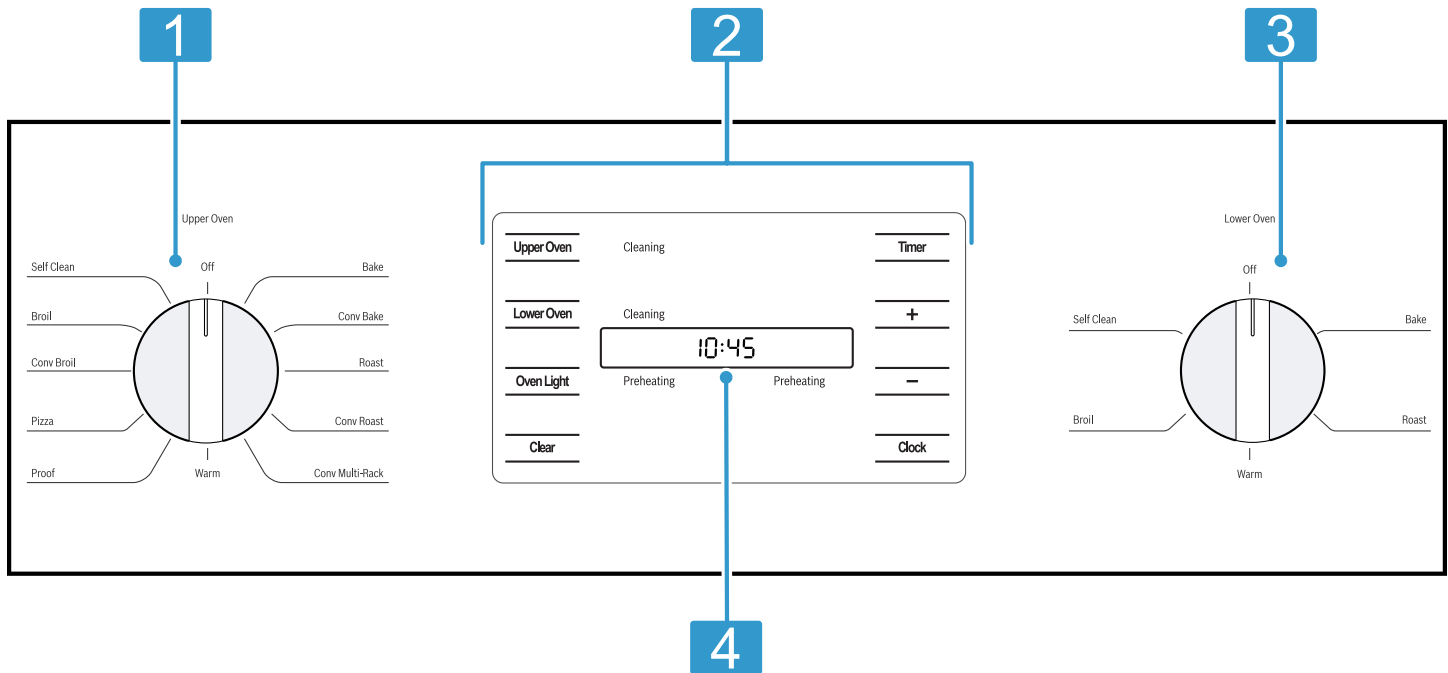 1
2
3
Upper Oven
Self Clean
Off
Bake
Broil
Conv Bake
Conv Broil
Roast
Pizza
Conv Roast
Proof
Warm
Conv Multi-Rack
Upper Oven
Cleaning
Timer
Lower Oven
Cleaning
+
10:45
Oven Light
Preheating
Preheating
−
Clear
Clock
Lower Oven
Off
Self Clean
Bake
Broil
Roast
Warm
4